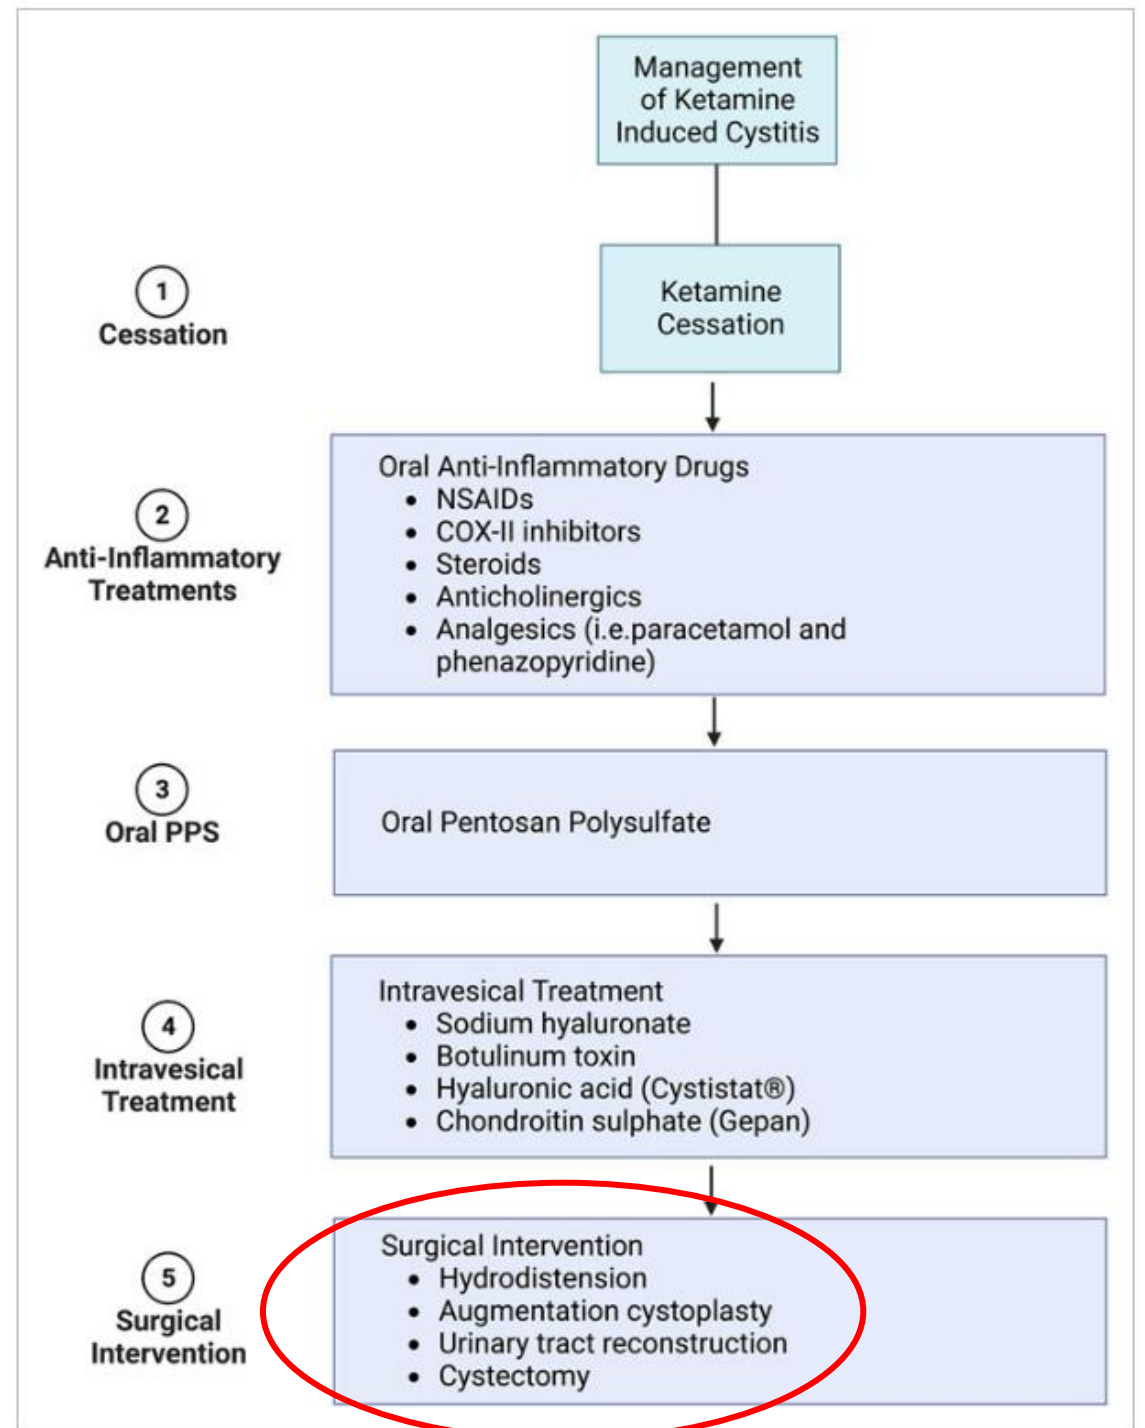 Management
of Ketamine
Induced Cystitis
1
Cessation
Ketamine
Cessation
2
Anti-Inflammatory
Treatments
Oral Anti-Inflammatory Drugs
• NSAIDs
• COX-II inhibitors
• Steroids
• Anticholinergics
• Analgesics (i.e.paracetamol and
phenazopyridine)
3
Oral PPS
Oral Pentosan Polysulfate
4
Intravesical
Treatment
Intravesical Treatment
• Sodium hyaluronate
• Botulinum toxin
• Hyaluronic acid (Cystistat®)
• Chondroitin sulphate (Gepan)
5
Surgical
Intervention
Surgical Intervention
• Hydrodistension
• Augmentation cystoplasty
• Urinary tract reconstruction
• Cystectomy